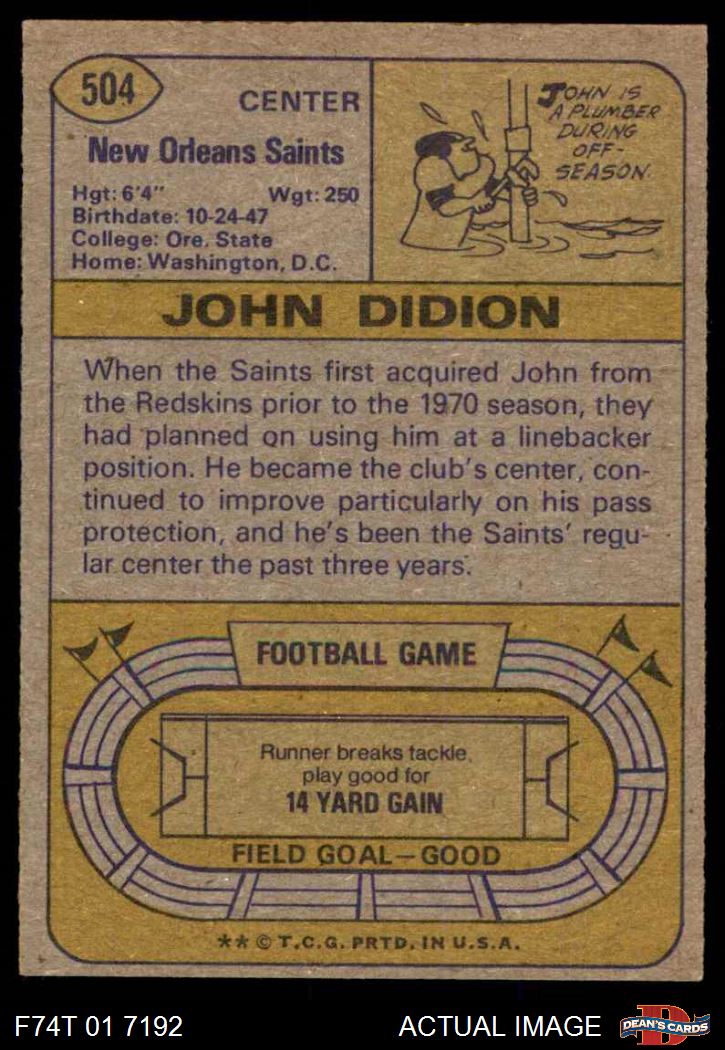 504
CENTER
New Orleans Saints
Hgt: 6'4" Wgt: 250
Birthdate: 10-24-47
College: Ore. State
Home: Washington, D.C.
JOHN IS
A PLUMBER
DURING
OFF-
SEASON.
JOHN DIDION
When the Saints first acquired John from
the Redskins prior to the 1970 season, they
had planned on using him at a linebacker
position. He became the club's center, con-
tinued to improve particularly on his pass
protection, and he's been the Saints' regu-
lar center the past three years.
FOOTBALL GAME
Runner breaks tackle,
play good for
14 YARD GAIN
FIELD GOAL—GOOD
** © T.C.G. PRTD. IN U.S.A.
F74T 01 7192
ACTUAL IMAGE
D
DEAN'S CARDS